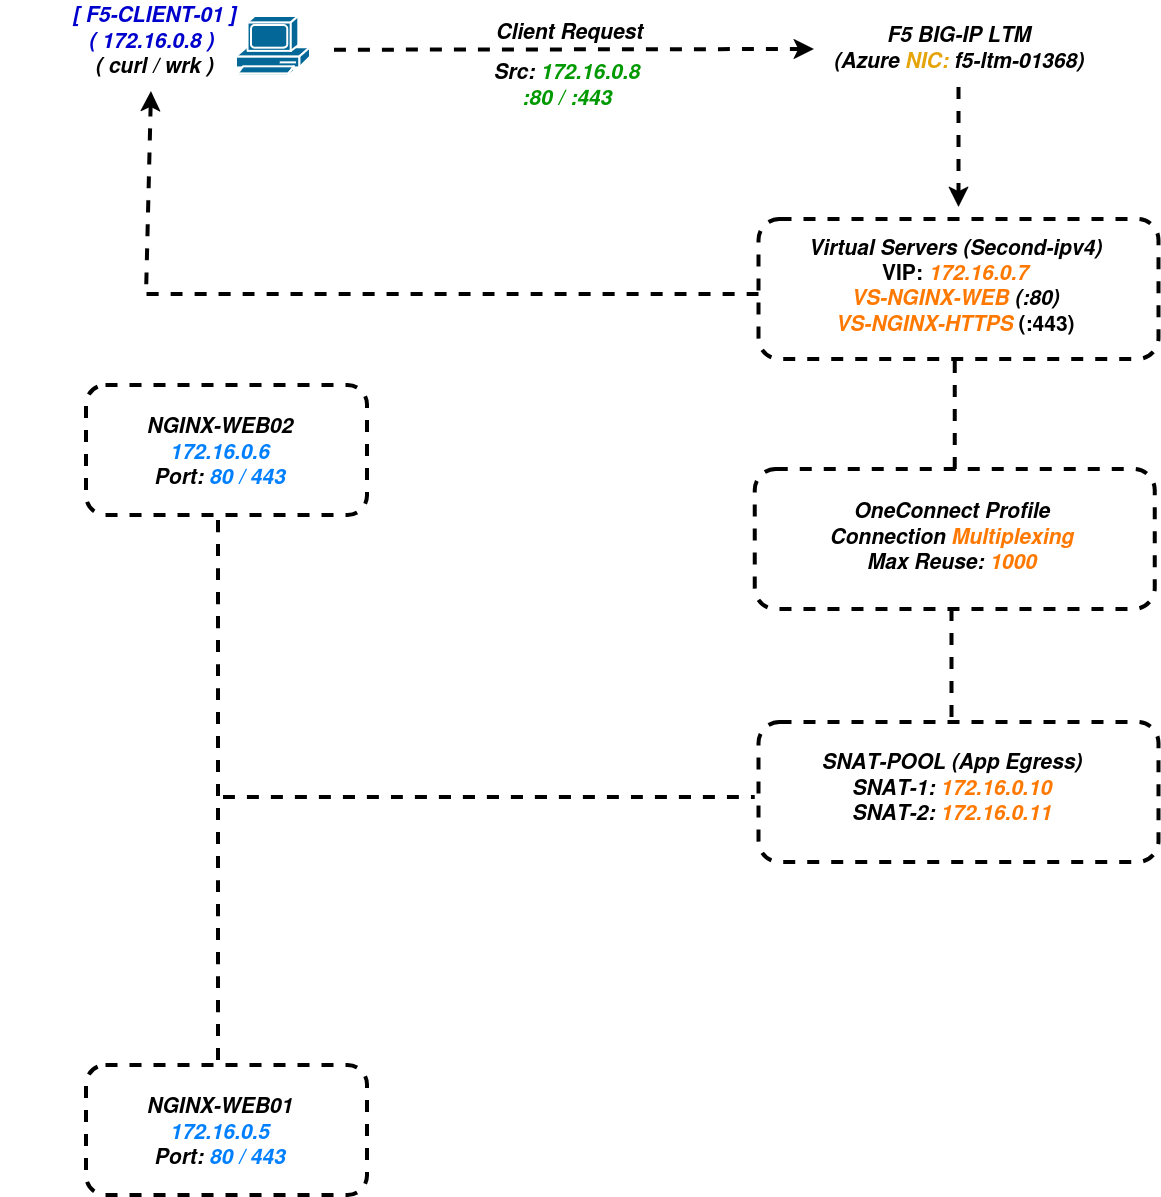 [ F5-CLIENT-01 ]
( 172.16.0.8 )
( curl / wrk )
Client Request
Src: 172.16.0.8
:80 / :443
F5 BIG-IP LTM
(Azure NIC: f5-ltm-01368)
Virtual Servers (Second-ipv4)
VIP: 172.16.0.7
VS-NGINX-WEB (:80)
VS-NGINX-HTTPS (:443)
NGINX-WEB02
172.16.0.6
Port: 80 / 443
OneConnect Profile
Connection Multiplexing
Max Reuse: 1000
SNAT-POOL (App Egress)
SNAT-1: 172.16.0.10
SNAT-2: 172.16.0.11
NGINX-WEB01
172.16.0.5
Port: 80 / 443